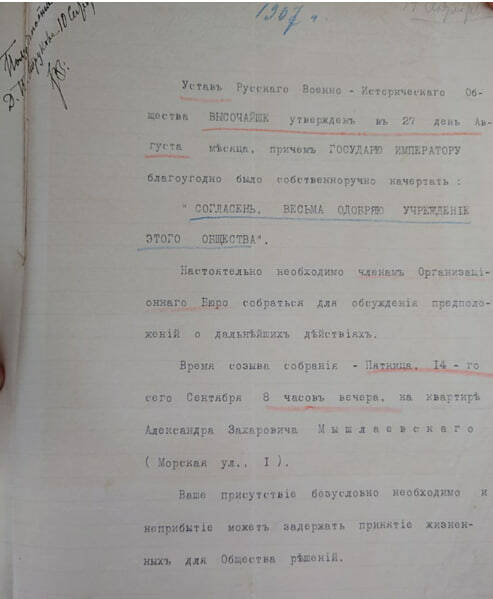 1907 г.
Уставъ Русскаго Военно - Историческаго Об-
щества ВЫСОЧАЙШЕ утвержденъ въ 27 день Ав-
густа мѣсяца, причемъ ГОСУДАРЮ ИМПЕРАТОРУ
благоугодно было собственноручно начертать :
" СОГЛАСЕНЬ, ВЕСЬМА ОДОБРЯЮ УЧРЕЖДЕНІЕ
ЭТОГО ОБЩЕСТВА".
Настоятельно необходимо членамъ Организаці-
оннаго Бюро собраться для обсужденія предполо-
женій о дальнѣйшихъ дѣйствіяхъ.
Время созыва собранія - Пятница, I4 - го
сего Сентября 8 часовъ вечера, на квартирѣ
Александра Захаровича Мышлаевскаго
( Морская ул., I ).
Ваше присутствіе безусловно необходимо и
неприбытіе можетъ задержать принятіе жизнен-
ныхъ для Общества рѣшеній.